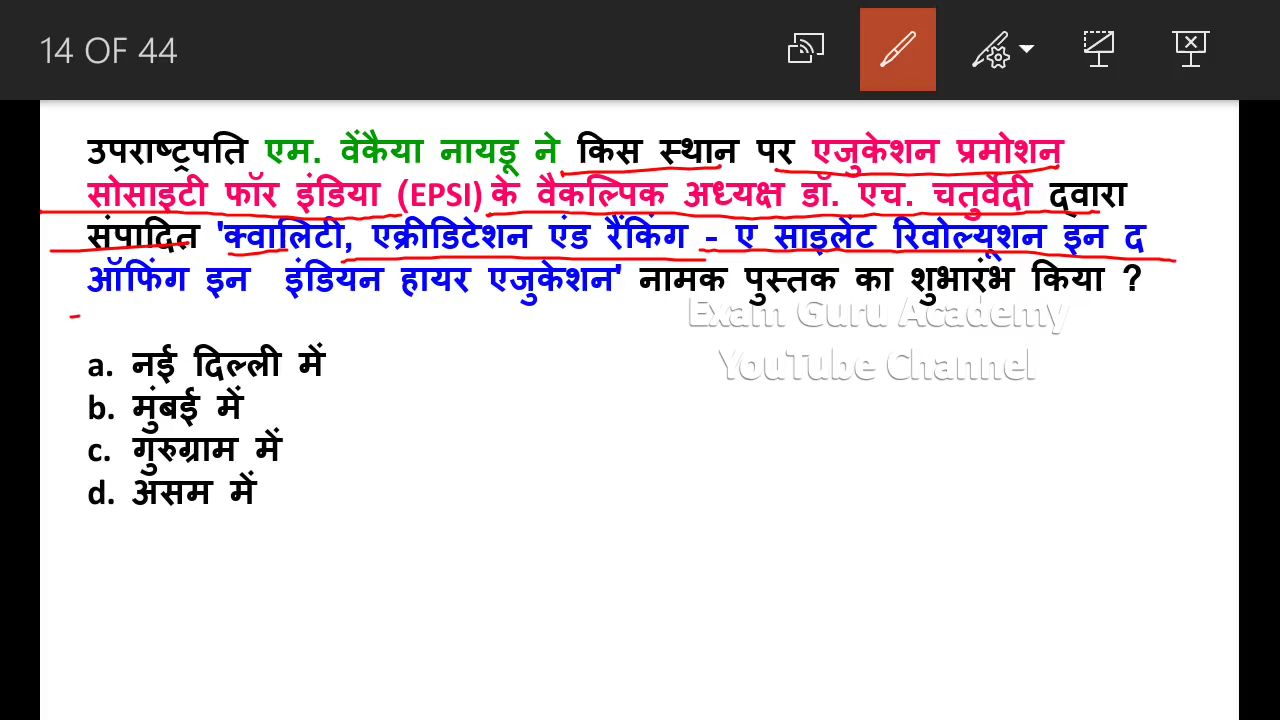 14 OF 44
उपराष्ट्रपति एम. वेंकैया नायडू ने किस स्थान पर एजुकेशन प्रमोशन
सोसाइटी फॉर इंडिया (EPSI) के वैकल्पिक अध्यक्ष डॉ. एच. चतुर्वेदी द्वारा
संपादित 'क्वालिटी, एक्रीडिटेशन एंड रैंकिंग - ए साइलेंट रिवोल्यूशन इन द
ऑफिंग इन इंडियन हायर एजुकेशन' नामक पुस्तक का शुभारंभ किया ?
Exam Guru Academy
YouTube Channel
a. नई दिल्ली में
b. मुंबई में
c. गुरुग्राम में
d. असम में